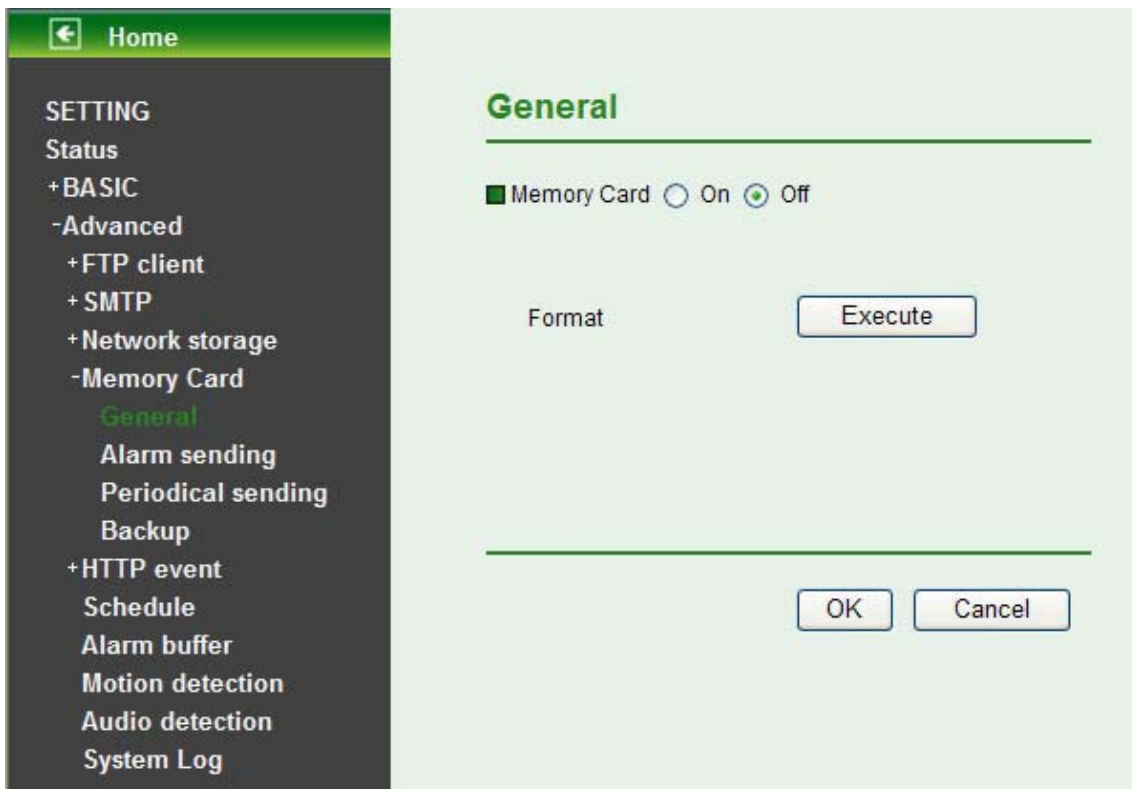 Home
SETTING
Status
+BASIC
-Advanced
+FTP client
+SMTP
+Network storage
-Memory Card
General
Alarm sending
Periodical sending
Backup
+HTTP event
Schedule
Alarm buffer
Motion detection
Audio detection
System Log
General
Memory Card On Off
Format Execute
OK Cancel